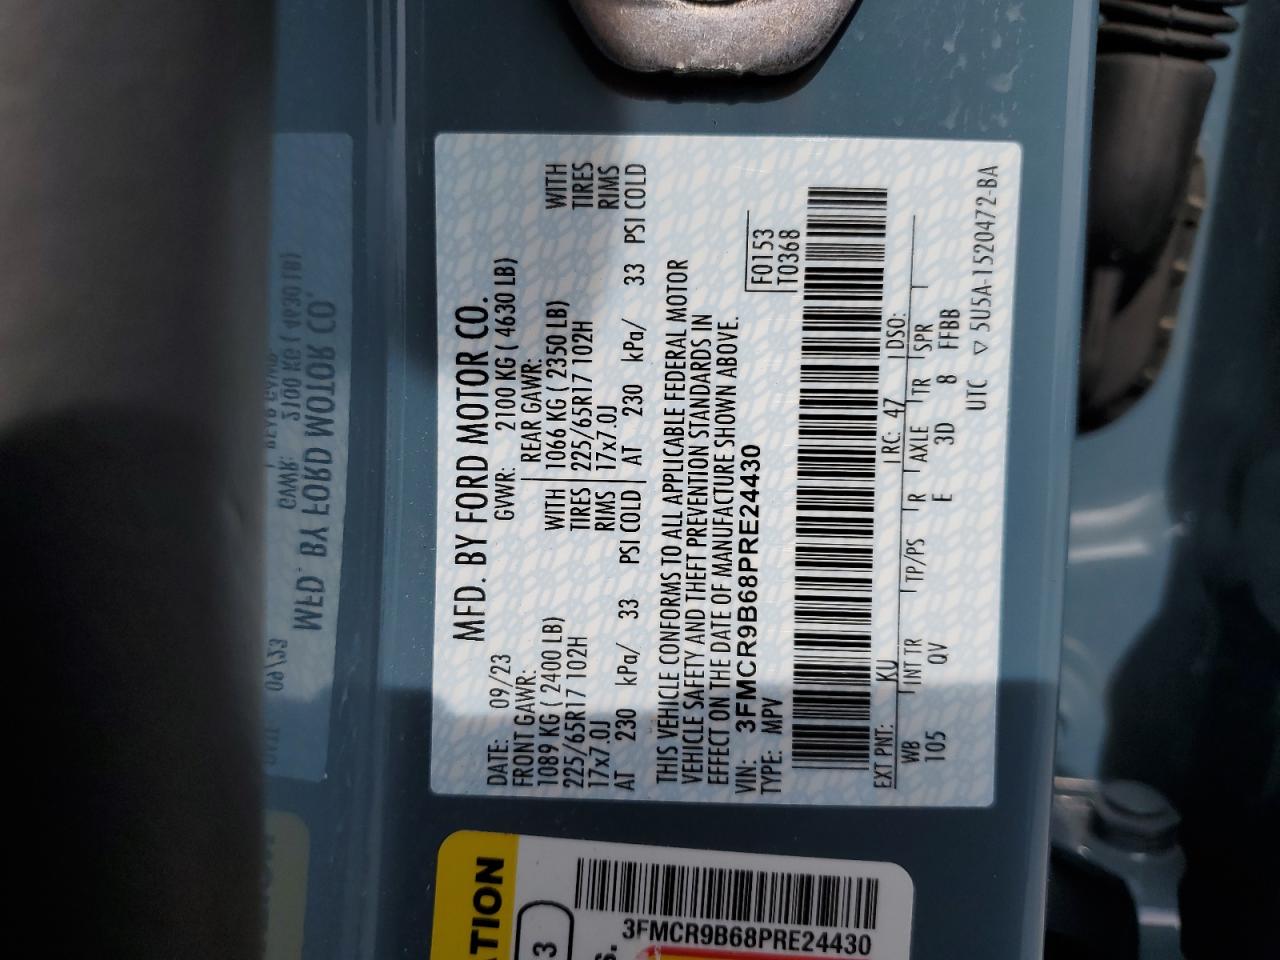 MFD. BY FORD MOTOR CO.
DATE: 09/23 GVWR: 2100 KG ( 4630 LB)
FRONT GAWR: REAR GAWR:
1089 KG ( 2400 LB) WITH 1066 KG ( 2350 LB) WITH
225/65R17 102H TIRES 225/65R17 102H TIRES
17x7.0J RIMS 17x7.0J RIMS
AT 230 kPa/ 33 PSI COLD AT 230 kPa/ 33 PSI COLD
THIS VEHICLE CONFORMS TO ALL APPLICABLE FEDERAL MOTOR
VEHICLE SAFETY AND THEFT PREVENTION STANDARDS IN
EFFECT ON THE DATE OF MANUFACTURE SHOWN ABOVE.
VIN: 3FMCR9B68PRE24430 F0153
TYPE: MPV T0368
EXT PNT: KU RC: 47 DSO:
WB INT TR TP/PS R AXLE TR SPR
105 QV E 3D 8 FFBB
UTC ▽ 5U5A-1520472-BA
ATION
3
3FMCR9B68PRE24430